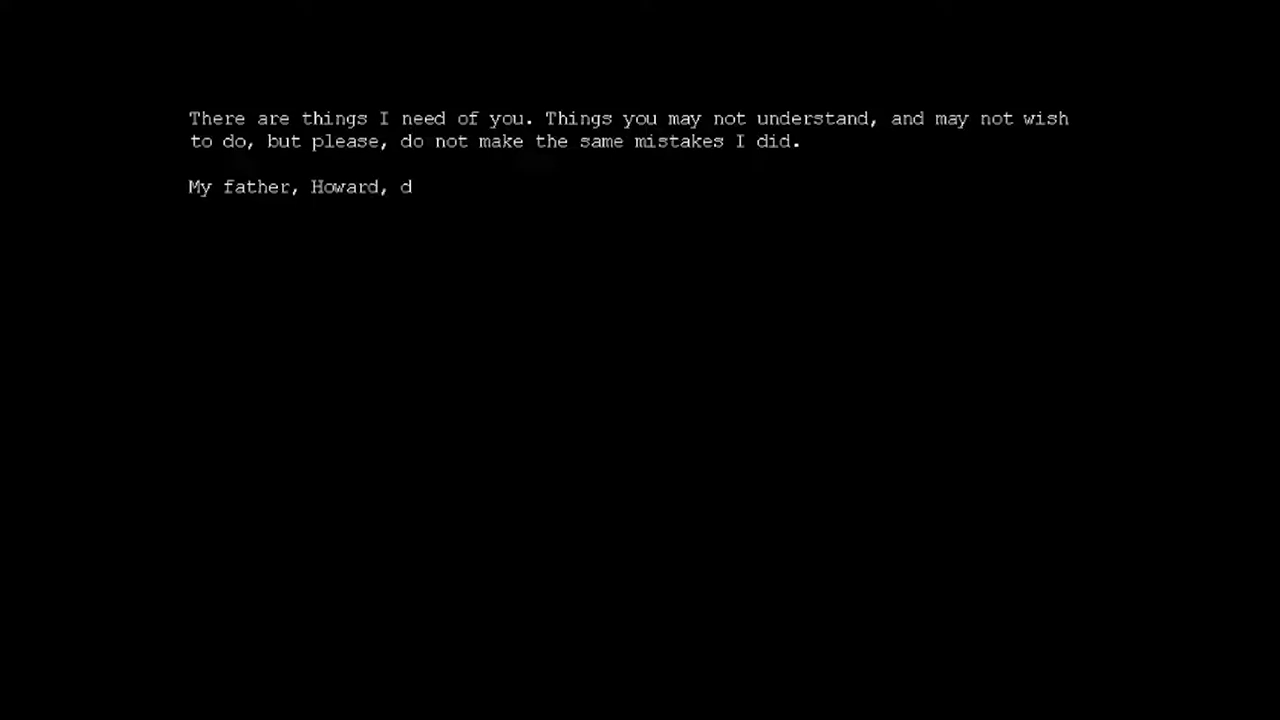 There are things I need of you. Things you may not understand, and may not wish
to do, but please, do not make the same mistakes I did.
My father, Howard, d